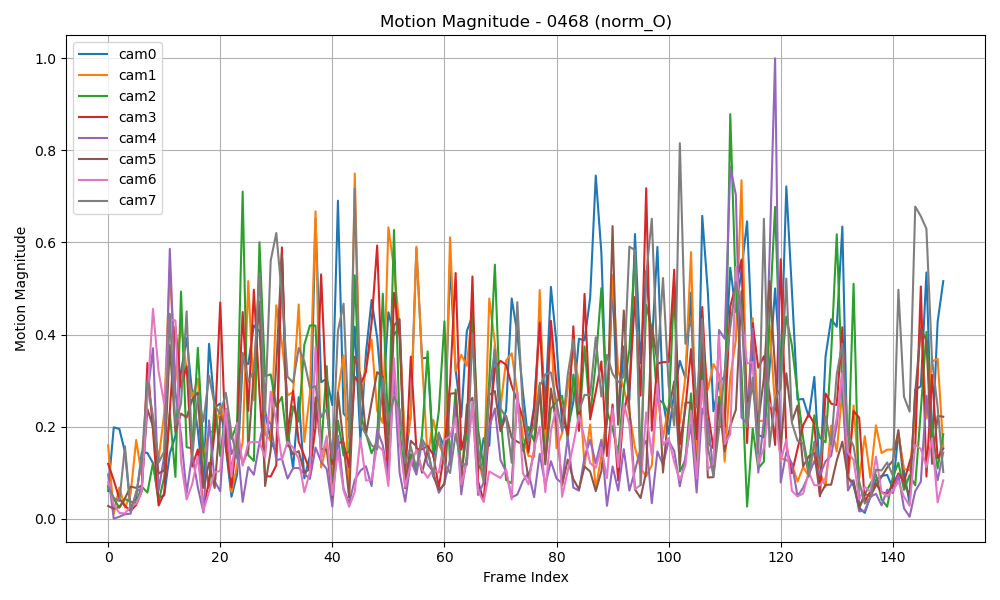 Motion Magnitude - 0468 (norm_O)
cam0
cam1
cam2
cam3
cam4
cam5
cam6
cam7
Motion Magnitude
1.0
0.8
0.6
0.4
0.2
0.0
0 20 40 60 80 100 120 140
Frame Index